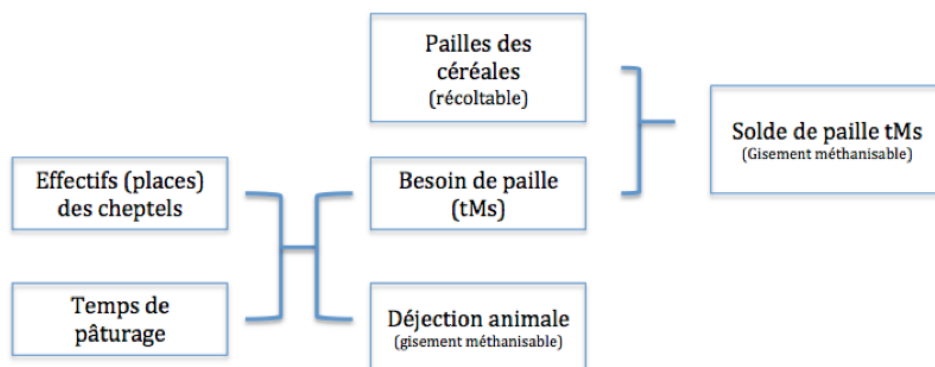 Pailles des
céréales
(récoltable)
Solde de paille tMs
(Gisement méthanisable)
Effectifs (places)
des cheptels
Besoin de paille
(tMs)
Temps de
pâturage
Déjection animale
(gisement méthanisable)